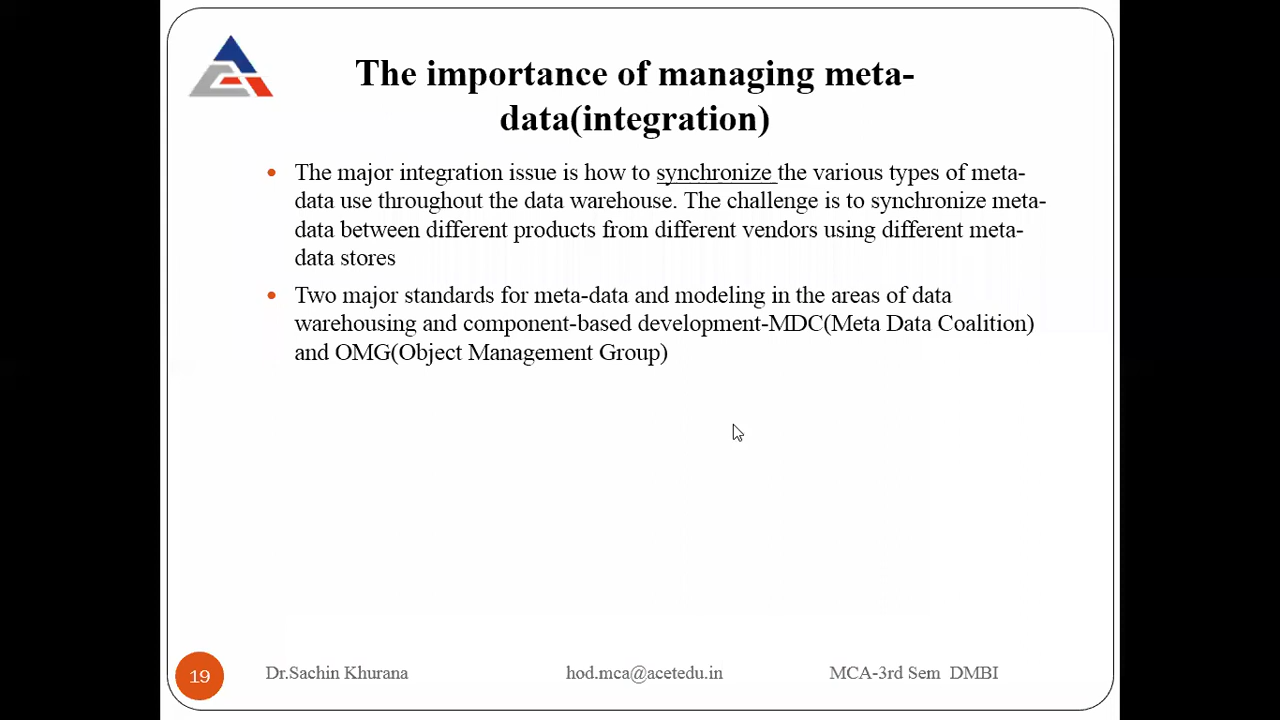 The importance of managing meta-
data(integration)
The major integration issue is how to synchronize the various types of meta-
data use throughout the data warehouse. The challenge is to synchronize meta-
data between different products from different vendors using different meta-
data stores
Two major standards for meta-data and modeling in the areas of data
warehousing and component-based development-MDC(Meta Data Coalition)
and OMG(Object Management Group)
19 Dr.Sachin Khurana hod.mca@acetedu.in MCA-3rd Sem DMBI